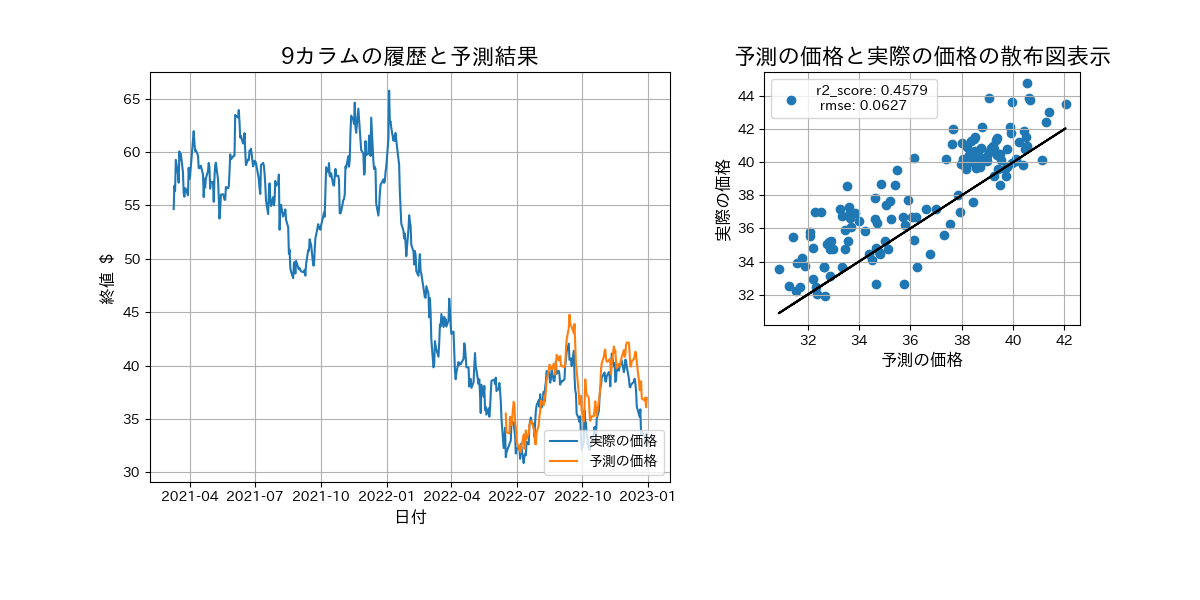 9カラムの履歴と予測結果
65
60
55
50
45
40
35
30
終値 $
実際の価格
予測の価格
2021-04 2021-07 2021-10 2022-01 2022-04 2022-07 2022-10 2023-01
日付
予測の価格と実際の価格の散布図表示
r2_score: 0.4579
rmse: 0.0627
44
42
40
38
36
34
32
実際の価格
32 34 36 38 40 42
予測の価格